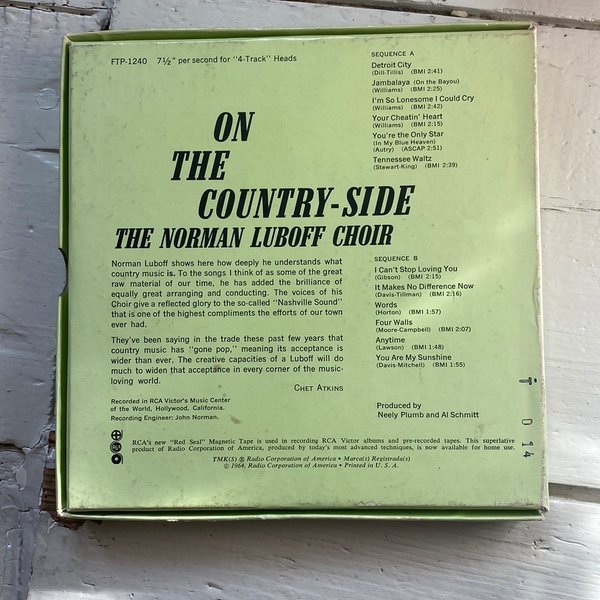 FTP-1240 7½" per second for "4-Track" Heads
ON
THE
COUNTRY-SIDE
THE NORMAN LUBOFF CHOIR
Norman Luboff shows here how deeply he understands what
country music is. To the songs I think of as some of the great
raw material of our time, he has added the brilliance of
equally great arranging and conducting. The voices of his
Choir give a reflected glory to the so-called "Nashville Sound"
that is one of the highest compliments the efforts of our town
ever had.
They've been saying in the trade these past few years that
country music has "gone pop," meaning its acceptance is
wider than ever. The creative capacities of a Luboff will do
much to widen that acceptance in every corner of the music-
loving world.
CHET ATKINS
Recorded in RCA Victor's Music Center
of the World, Hollywood, California.
Recording Engineer: John Norman.
SEQUENCE A
Detroit City
(Dill-Tillis) (BMI 2:41)
Jambalaya (On the Bayou)
(Williams) (BMI 2:25)
I'm So Lonesome I Could Cry
(Williams) (BMI 2:42)
Your Cheatin' Heart
(Williams) (BMI 2:15)
You're the Only Star
(In My Blue Heaven)
(Autry) (ASCAP 2:51)
Tennessee Waltz
(Stewart-King) (BMI 2:39)
SEQUENCE B
I Can't Stop Loving You
(Gibson) (BMI 2:15)
It Makes No Difference Now
(Davis-Tillman) (BMI 2:16)
Words
(Horton) (BMI 1:57)
Four Walls
(Moore-Campbell) (BMI 2:07)
Anytime
(Lawson) (BMI 1:48)
You Are My Sunshine
(Davis-Mitchell) (BMI 1:55)
Produced by
Neely Plumb and Al Schmitt
D 14
RCA's new "Red Seal" Magnetic Tape is used in recording RCA Victor albums and pre-recorded tapes. This superlative
product of Radio Corporation of America, produced by today's most advanced techniques, is now available for home use.
TMK(S) ® Radio Corporation of America • Marca(s) Registrada(s)
© 1964, Radio Corporation of America • Printed in U. S. A.